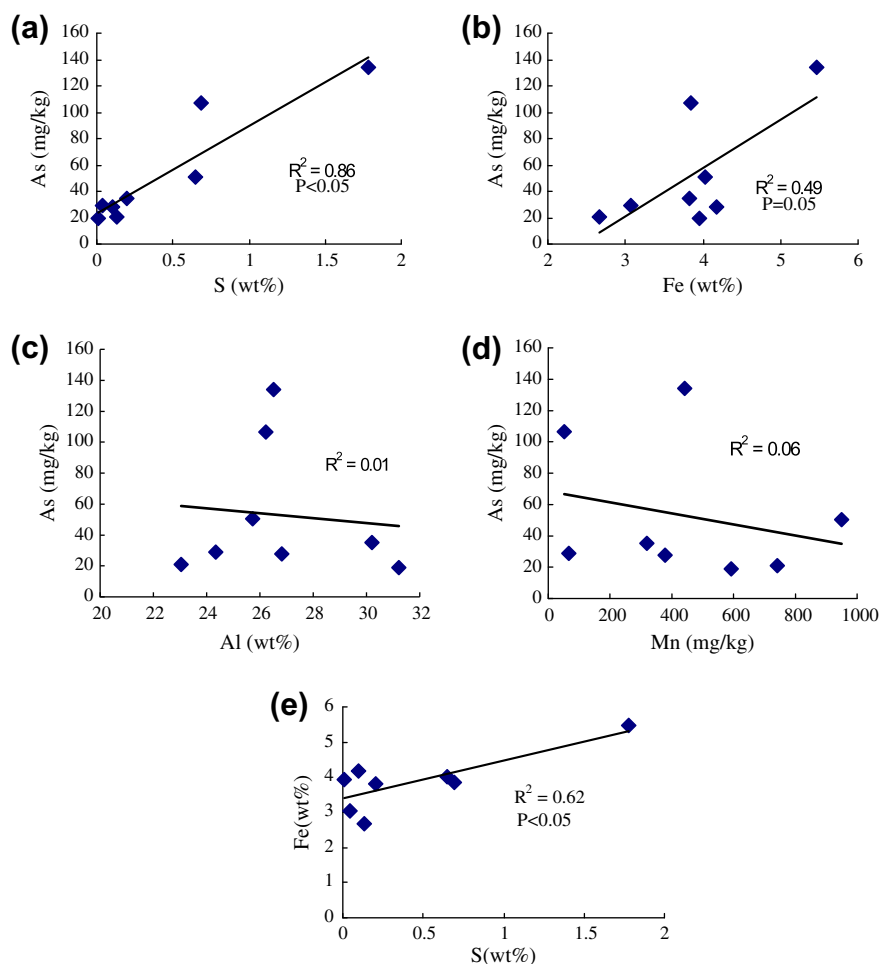 (a)
160
140
120
100
80
60
40
20
0
As (mg/kg)
R² = 0.86
P<0.05
0 0.5 1 1.5 2
S (wt%)
(b)
160
140
120
100
80
60
40
20
0
As (mg/kg)
R² = 0.49
P=0.05
2 3 4 5 6
Fe (wt%)
(c)
160
140
120
100
80
60
40
20
0
As (mg/kg)
R² = 0.01
20 22 24 26 28 30 32
Al (wt%)
(d)
160
140
120
100
80
60
40
20
0
As (mg/kg)
R² = 0.06
0 200 400 600 800 1000
Mn (mg/kg)
(e)
6
5
4
3
2
1
0
Fe(wt%)
R² = 0.62
P<0.05
0 0.5 1 1.5 2
S(wt%)